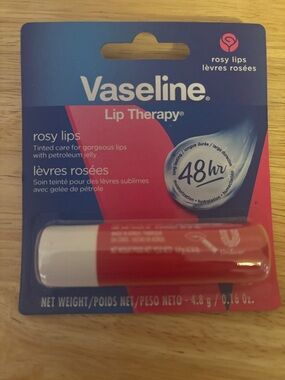 rosy lips
lèvres rosées
Vaseline®
Lip Therapy®
rosy lips
Tinted care for gorgeous lips
with petroleum jelly
lèvres rosées
Soin teinté pour des lèvres sublimes
avec gelée de pétrole
48hr
NET WEIGHT/POIDS NET/PESO NETO - 4.8 g / 0.16 Oz.